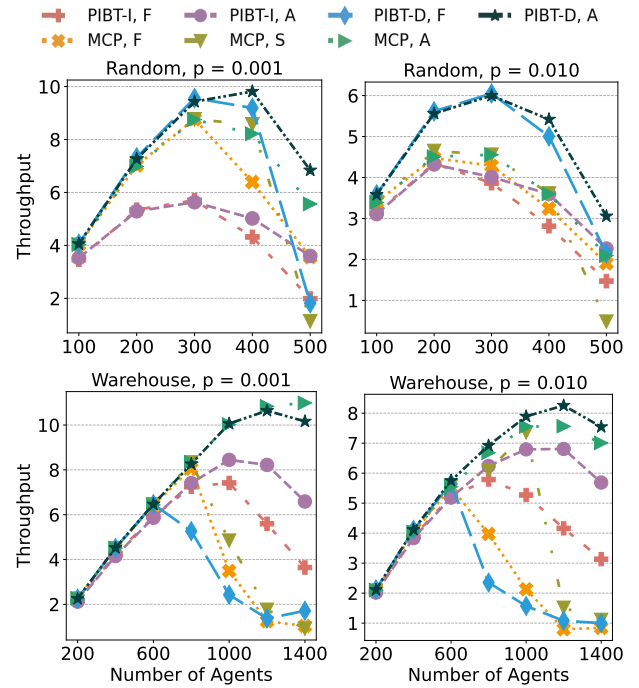 PIBT-I, F PIBT-I, A PIBT-D, F PIBT-D, A
MCP, F MCP, S MCP, A
Random, p = 0.001 Random, p = 0.010
Throughput
10
8
6
4
2
100 200 300 400 500
6
5
4
3
2
1
100 200 300 400 500
Warehouse, p = 0.001 Warehouse, p = 0.010
Throughput
10
8
6
4
2
200 600 1000 1400
Number of Agents
8
7
6
5
4
3
2
1
200 600 1000 1400
Number of Agents